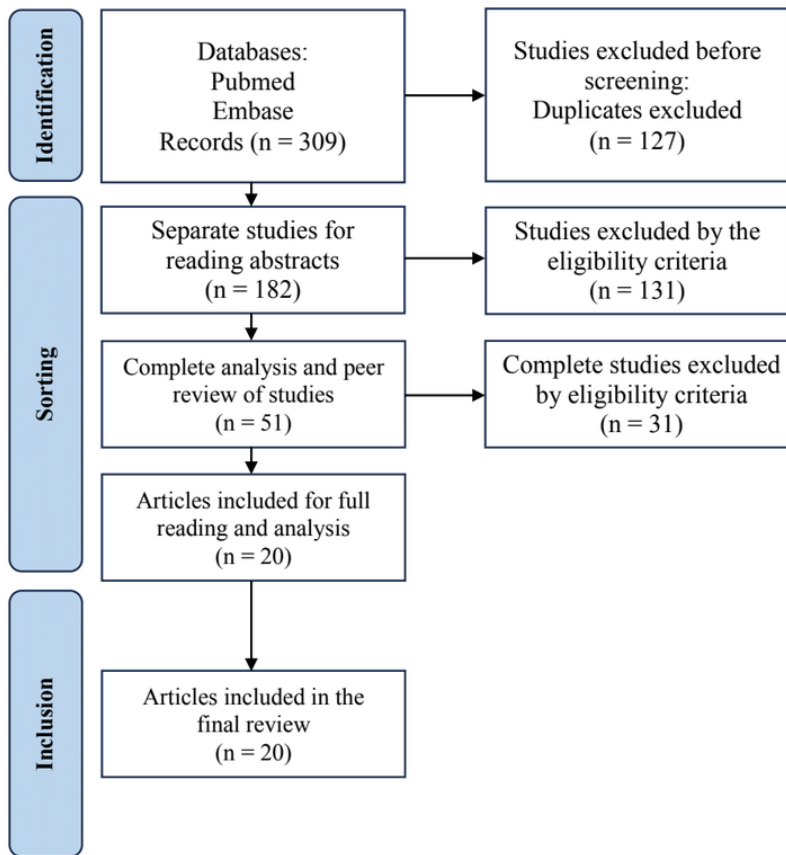 Identification
Databases:
Pubmed
Embase
Records (n = 309)
Studies excluded before
screening:
Duplicates excluded
(n = 127)
Sorting
Separate studies for
reading abstracts
(n = 182)
Studies excluded by the
eligibility criteria
(n = 131)
Complete analysis and peer
review of studies
(n = 51)
Complete studies excluded
by eligibility criteria
(n = 31)
Articles included for full
reading and analysis
(n = 20)
Inclusion
Articles included in the
final review
(n = 20)